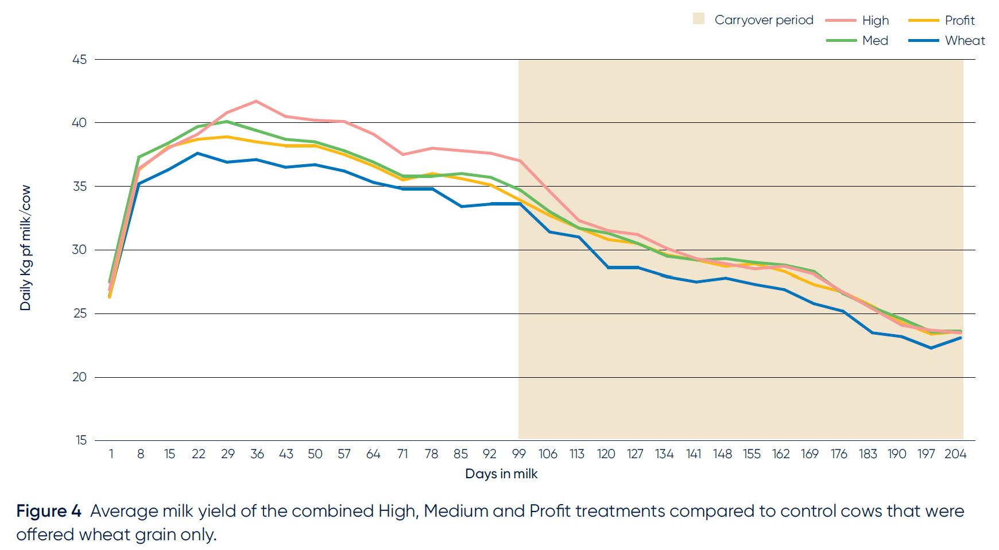 Carryover period High Profit
Med Wheat
45
40
35
30
25
20
15
Daily Kg pf milk/cow
1 8 15 22 29 36 43 50 57 64 71 78 85 92 99 106 113 120 127 134 141 148 155 162 169 176 183 190 197 204
Days in milk
Figure 4 Average milk yield of the combined High, Medium and Profit treatments compared to control cows that were
offered wheat grain only.